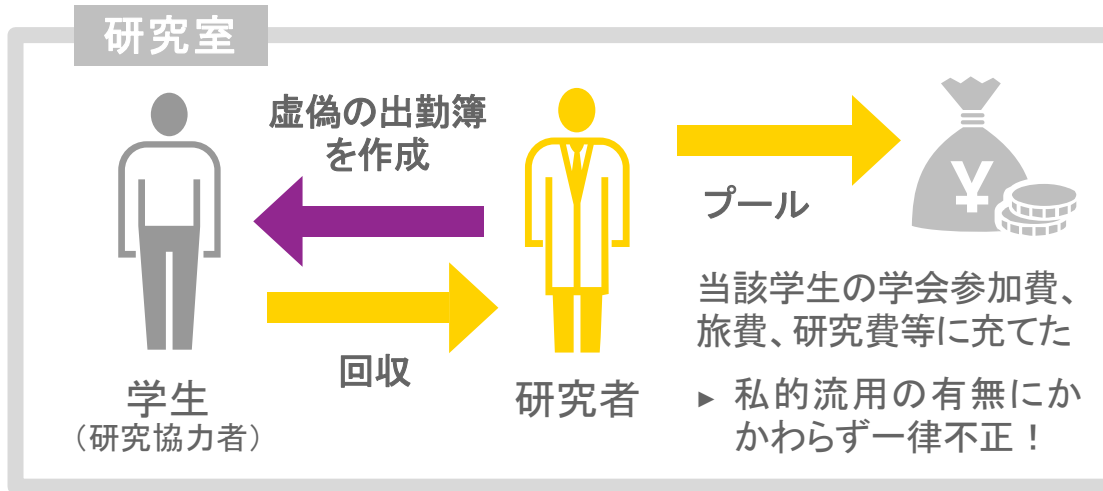 研究室
虚偽の出勤簿
を作成
回収
プール
¥
学生
（研究協力者）
研究者
当該学生の学会参加費、
旅費、研究費等に充てた
► 私的流用の有無にか
かわらず一律不正！